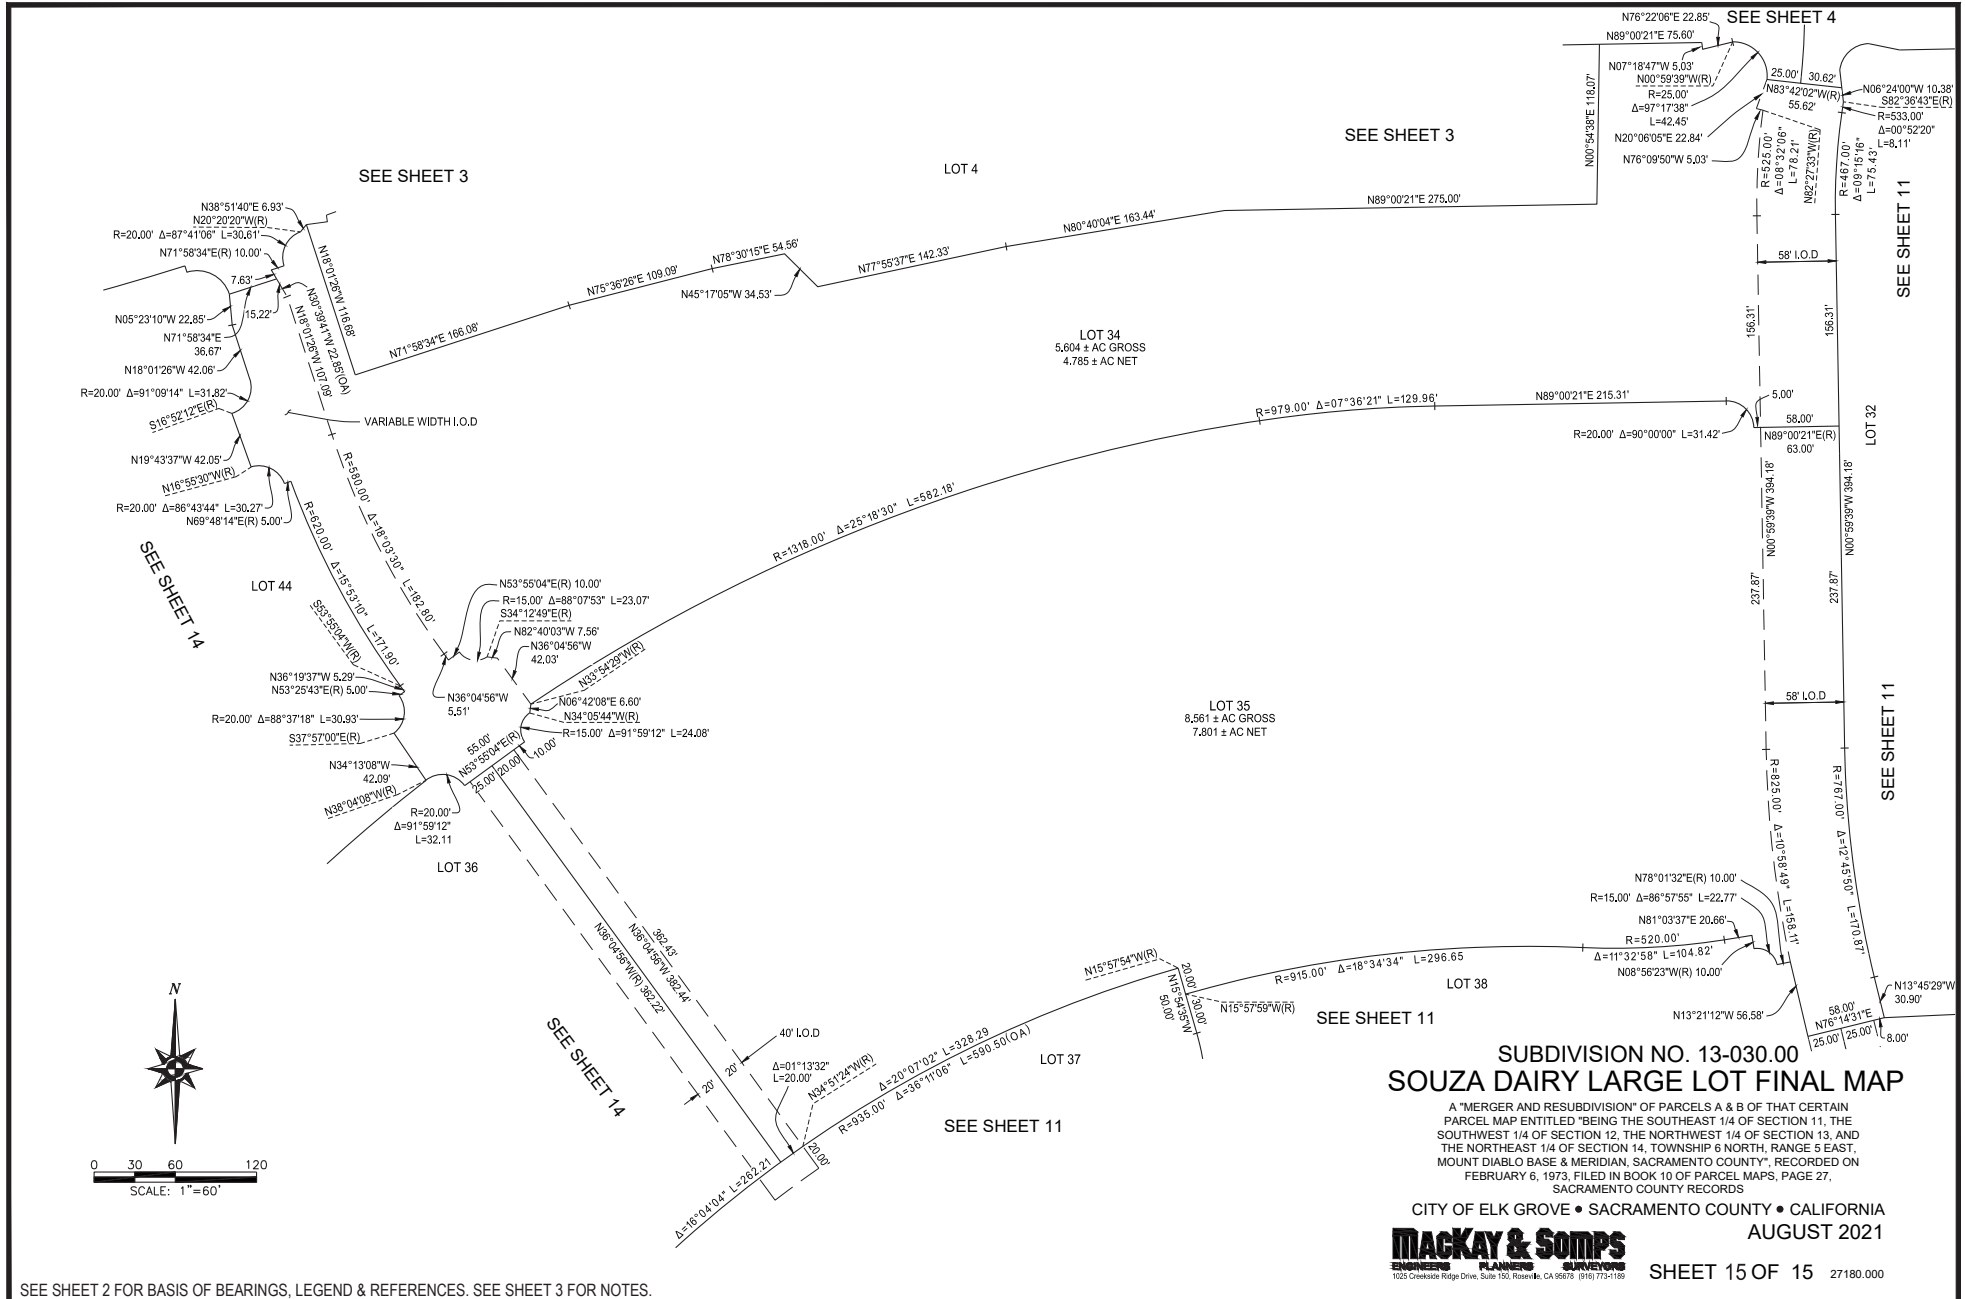 N76°22'06"E 22.85'
SEE SHEET 4
N89°00'21"E 75.60'
N07°18'47"W 5.03'
N00°59'39"W(R)
R=25.00'
Δ=97°17'38"
L=42.45'
N20°06'05"E 22.84'
N76°09'50"W 5.03'
25.00'
30.62'
N83°42'02"W(R)
55.62'
N06°24'00"W 10.38'
S82°36'43"E(R)
R=533.00'
Δ=00°52'20"
L=8.11'
N00°54'38"E 118.07'
R=525.00'
Δ=08°32'06"
L=78.21'
N82°27'33"W(R)
R=467.00'
Δ=09°15'16"
L=75.43'
SEE SHEET 3
SEE SHEET 3
LOT 4
SEE SHEET 11
N89°00'21"E 275.00'
N80°40'04"E 163.44'
N77°55'37"E 142.33'
N78°30'15"E 54.56'
N45°17'05"W 34.53'
N75°36'26"E 109.09'
N71°58'34"E 166.08'
N38°51'40"E 6.93'
N20°20'20"W(R)
R=20.00' Δ=87°41'06" L=30.61'
N71°58'34"E(R) 10.00'
7.63'
15.22'
N18°01'26"W 116.68'
N30°39'41"W 22.85'(OA)
N18°01'26"W 107.09'
N05°23'10"W 22.85'
N71°58'34"E
36.67'
N18°01'26"W 42.06'
R=20.00' Δ=91°09'14" L=31.82'
S16°52'12"E(R)
VARIABLE WIDTH I.O.D
N19°43'37"W 42.05'
N16°55'30"W(R)
R=20.00' Δ=86°43'44" L=30.27'
N69°48'14"E(R) 5.00'
58' I.O.D
156.31'
156.31'
LOT 34
5.604 ± AC GROSS
4.785 ± AC NET
R=979.00' Δ=07°36'21" L=129.96'
N89°00'21"E 215.31'
R=20.00' Δ=90°00'00" L=31.42'
5.00'
58.00'
N89°00'21"E(R)
63.00'
LOT 32
R=580.00' Δ=18°03'30" L=182.80'
R=1318.00' Δ=25°18'30" L=582.18'
N00°59'39"W 394.18'
N00°59'39"W 394.18'
237.87'
237.87'
SEE SHEET 14
LOT 44
R=620.00' Δ=15°53'10" L=171.90'
S53°55'04"W(R)
N53°55'04"E(R) 10.00'
R=15.00' Δ=88°07'53" L=23.07'
S34°12'49"E(R)
N82°40'03"W 7.56'
N36°04'56"W
42.03'
N33°54'29"W(R)
N36°19'37"W 5.29'
N53°25'43"E(R) 5.00'
N36°04'56"W
5.51'
N06°42'08"E 6.60'
N34°05'44"W(R)
R=15.00' Δ=91°59'12" L=24.08'
R=20.00' Δ=88°37'18" L=30.93'
S37°57'00"E(R)
55.00'
N53°55'04"E(R)
10.00'
25.00'
20.00'
N34°13'08"W
42.09'
N38°04'08"W(R)
R=20.00'
Δ=91°59'12"
L=32.11
LOT 36
LOT 35
8.561 ± AC GROSS
7.801 ± AC NET
58' I.O.D
SEE SHEET 11
R=825.00' Δ=10°58'49" L=158.11'
R=767.00' Δ=12°45'50" L=170.87'
N78°01'32"E(R) 10.00'
R=15.00' Δ=86°57'55" L=22.77'
N81°03'37"E 20.66'
R=520.00'
Δ=11°32'58" L=104.82'
N08°56'23"W(R) 10.00'
N13°21'12"W 56.58'
N13°45'29"W
30.90'
58.00'
N76°14'31"E
25.00'
25.00'
8.00'
362.43'
N36°04'56"W 382.44'
N36°04'56"W(R) 362.22'
N15°57'54"W(R)
20.00'
30.00'
N15°54'35"W
50.00'
R=915.00' Δ=18°34'34" L=296.65
N15°57'59"W(R)
LOT 38
SEE SHEET 11
N
SEE SHEET 14
40' I.O.D
20'
20'
Δ=01°13'32"
L=20.00'
N34°51'24"W(R)
20.00'
Δ=20°07'02" L=328.29
R=935.00' Δ=36°11'06" L=590.50(OA)
LOT 37
SEE SHEET 11
Δ=16°04'04" L=262.21
0 30 60 120
SCALE: 1"=60'
SUBDIVISION NO. 13-030.00
SOUZA DAIRY LARGE LOT FINAL MAP
A "MERGER AND RESUBDIVISION" OF PARCELS A & B OF THAT CERTAIN
PARCEL MAP ENTITLED "BEING THE SOUTHEAST 1/4 OF SECTION 11, THE
SOUTHWEST 1/4 OF SECTION 12, THE NORTHWEST 1/4 OF SECTION 13, AND
THE NORTHEAST 1/4 OF SECTION 14, TOWNSHIP 6 NORTH, RANGE 5 EAST,
MOUNT DIABLO BASE & MERIDIAN, SACRAMENTO COUNTY", RECORDED ON
FEBRUARY 6, 1973, FILED IN BOOK 10 OF PARCEL MAPS, PAGE 27,
SACRAMENTO COUNTY RECORDS
CITY OF ELK GROVE • SACRAMENTO COUNTY • CALIFORNIA
AUGUST 2021
MACKAY & SOMPS
ENGINEERS PLANNERS SURVEYORS
1025 Creekside Ridge Drive, Suite 150, Roseville, CA 95678 (916) 773-1189
SHEET 15 OF 15 27180.000
SEE SHEET 2 FOR BASIS OF BEARINGS, LEGEND & REFERENCES. SEE SHEET 3 FOR NOTES.